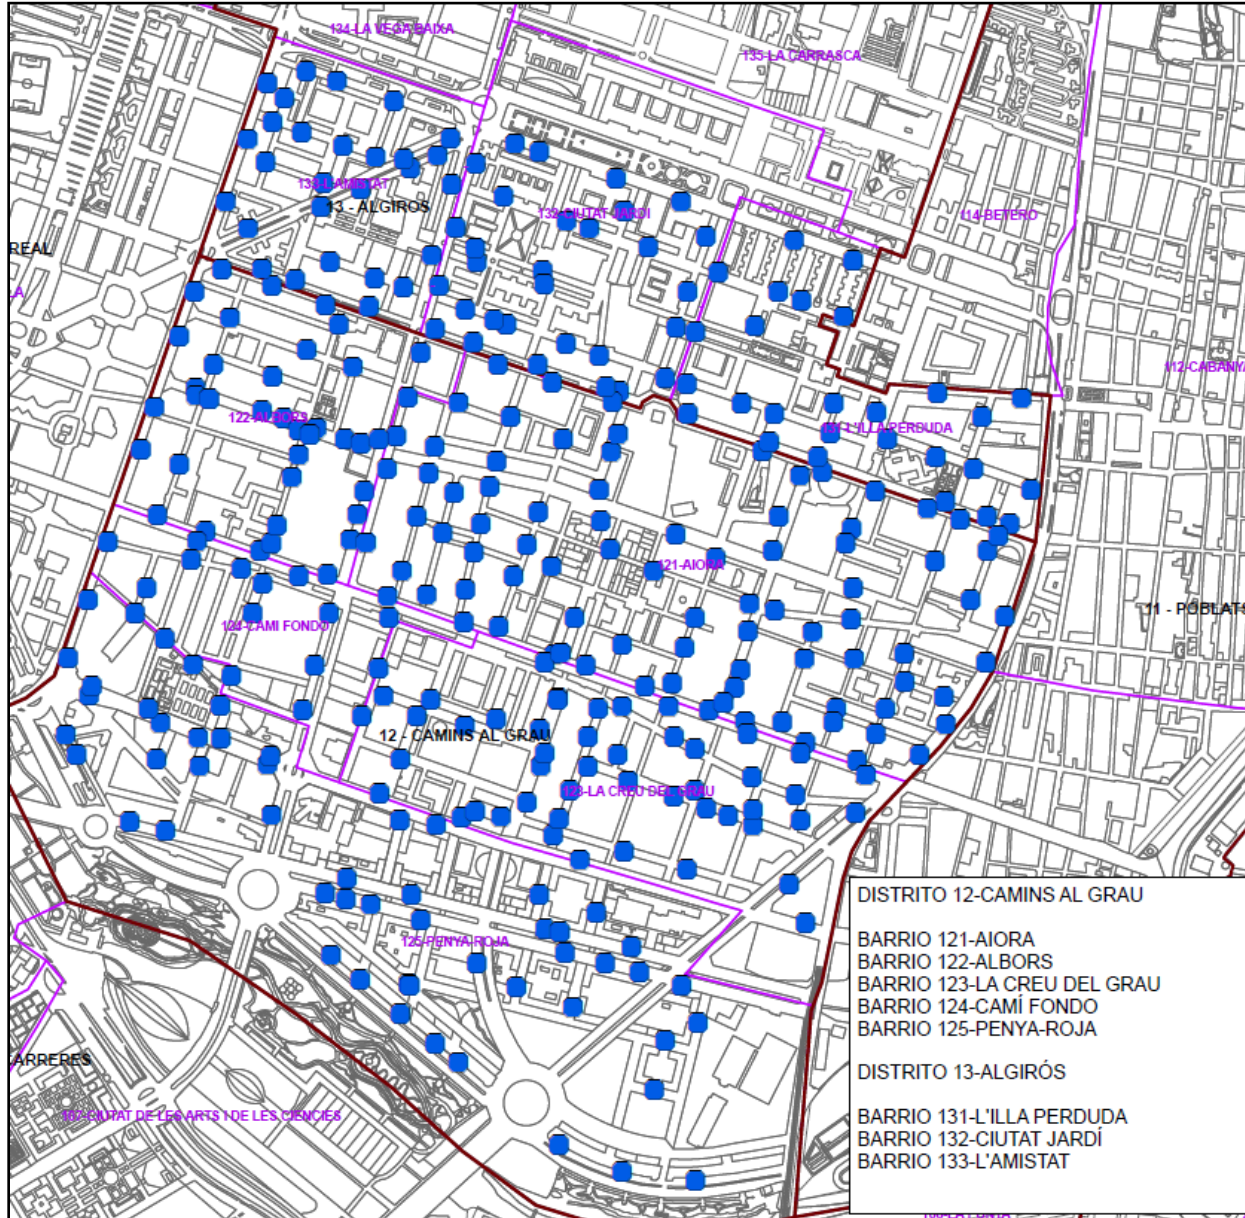 134-LA VEGA BAIXA
135-LA CARRASCA
133-L'AMISTAT
13 - ALGIROS
132-CIUTAT JARDI
114-BETERO
REAL
LA
112-CABANYA
122-ALBORS
131-L'ILLA PERDUDA
121-AIORA
11 - POBLATS
124-CAMI FONDO
12 - CAMINS AL GRAU
123-LA CREU DEL GRAU
DISTRITO 12-CAMINS AL GRAU
BARRIO 121-AIORA
BARRIO 122-ALBORS
BARRIO 123-LA CREU DEL GRAU
BARRIO 124-CAMÍ FONDO
BARRIO 125-PENYA-ROJA
DISTRITO 13-ALGIRÓS
BARRIO 131-L'ILLA PERDUDA
BARRIO 132-CIUTAT JARDÍ
BARRIO 133-L'AMISTAT
125-PENYA-ROJA
ARRERES
107-CIUTAT DE LES ARTS I DE LES CIENCIES